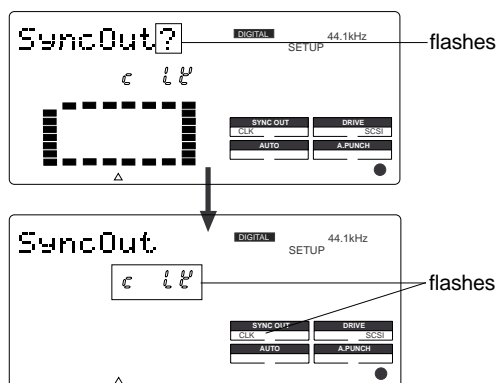 SyncOut?
DIGITAL 44.1kHz
SETUP
flashes
c l k
SYNC OUT DRIVE
CLK SCSI
AUTO A.PUNCH
SyncOut
DIGITAL 44.1kHz
SETUP
c l k
flashes
SYNC OUT DRIVE
CLK SCSI
AUTO A.PUNCH